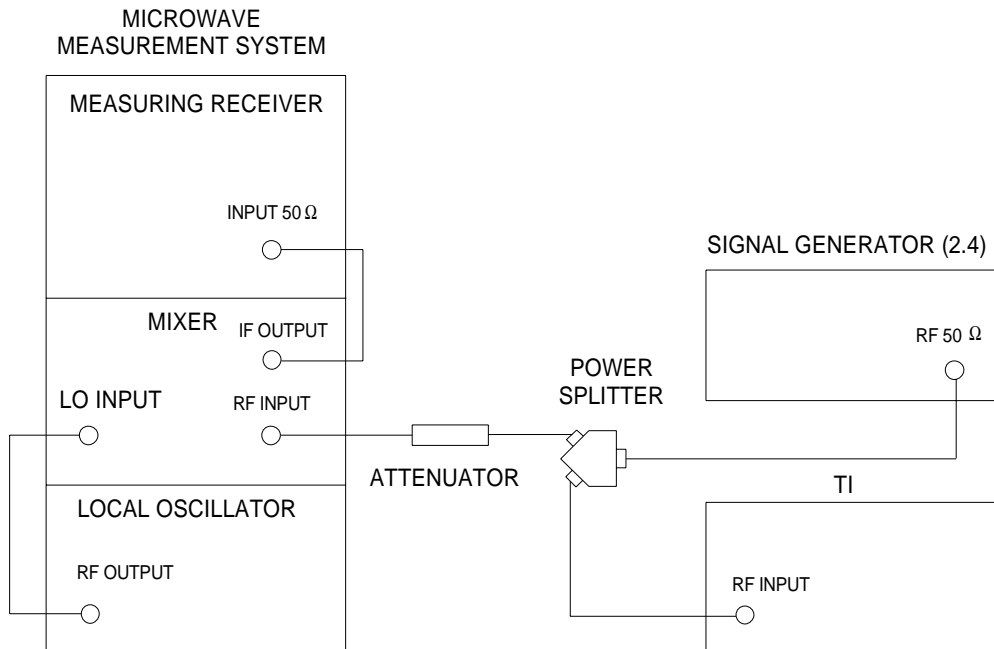 MICROWAVE
MEASUREMENT SYSTEM
MEASURING RECEIVER
INPUT 50 Ω
SIGNAL GENERATOR (2.4)
MIXER
IF OUTPUT
RF 50 Ω
POWER
SPLITTER
LO INPUT
RF INPUT
ATTENUATOR
TI
LOCAL OSCILLATOR
RF OUTPUT
RF INPUT